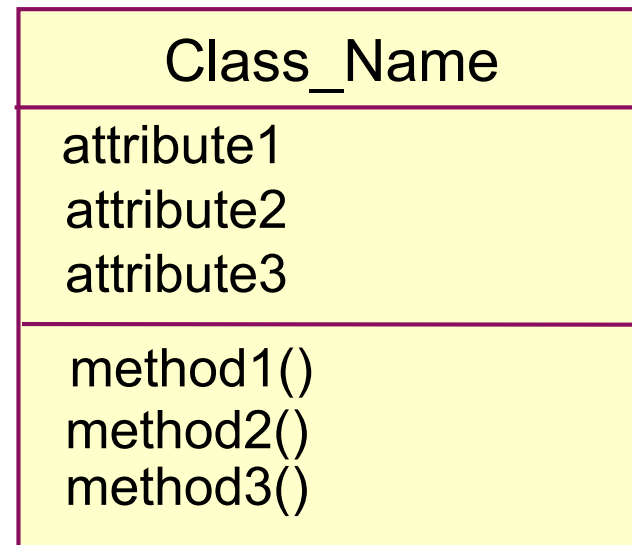 Class_Name
attribute1
attribute2
attribute3
method1()
method2()
method3()